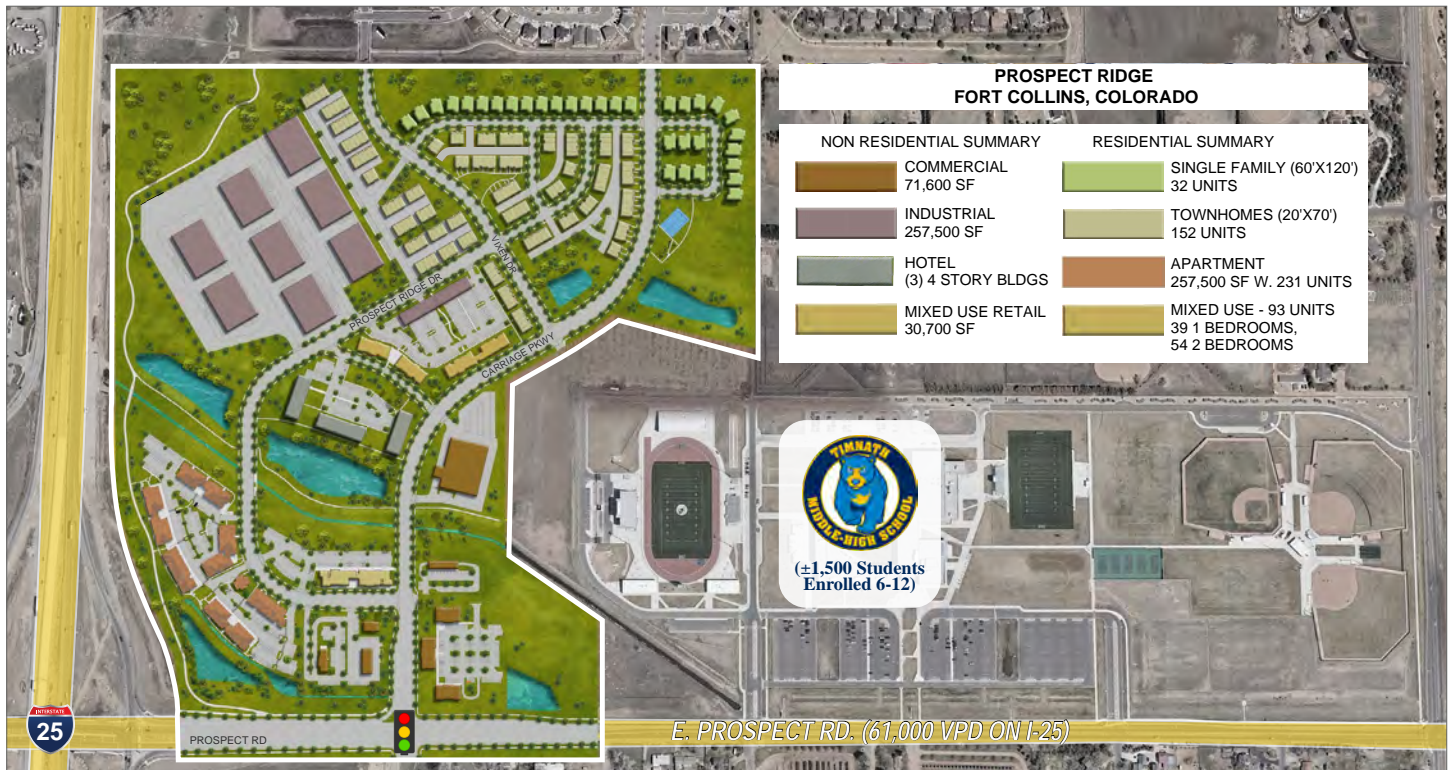 PROSPECT RIDGE
FORT COLLINS, COLORADO
NON RESIDENTIAL SUMMARY
COMMERCIAL
71,600 SF
INDUSTRIAL
257,500 SF
HOTEL
(3) 4 STORY BLDGS
MIXED USE RETAIL
30,700 SF
RESIDENTIAL SUMMARY
SINGLE FAMILY (60'X120')
32 UNITS
TOWNHOMES (20'X70')
152 UNITS
APARTMENT
257,500 SF W. 231 UNITS
MIXED USE - 93 UNITS
39 1 BEDROOMS,
54 2 BEDROOMS
VIXEN DR
PROSPECT RIDGE DR
CARRIAGE PKWY
TIMNATH
MIDDLE-HIGH SCHOOL
(±1,500 Students
Enrolled 6-12)
INTERSTATE
25
PROSPECT RD
E. PROSPECT RD. (61,000 VPD ON I-25)